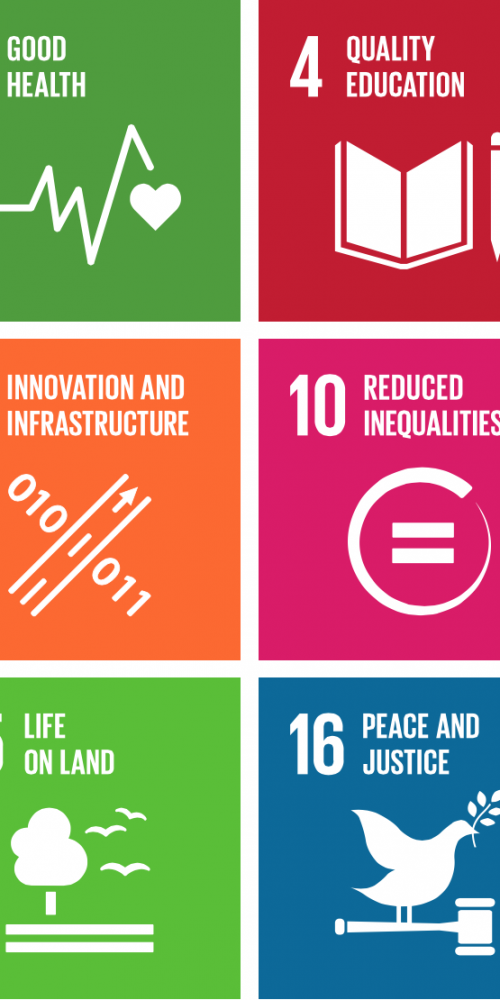 GOOD
HEALTH
4 QUALITY
EDUCATION
INNOVATION AND
INFRASTRUCTURE
010
011
10 REDUCED
INEQUALITIES
LIFE
ON LAND
16 PEACE AND
JUSTICE